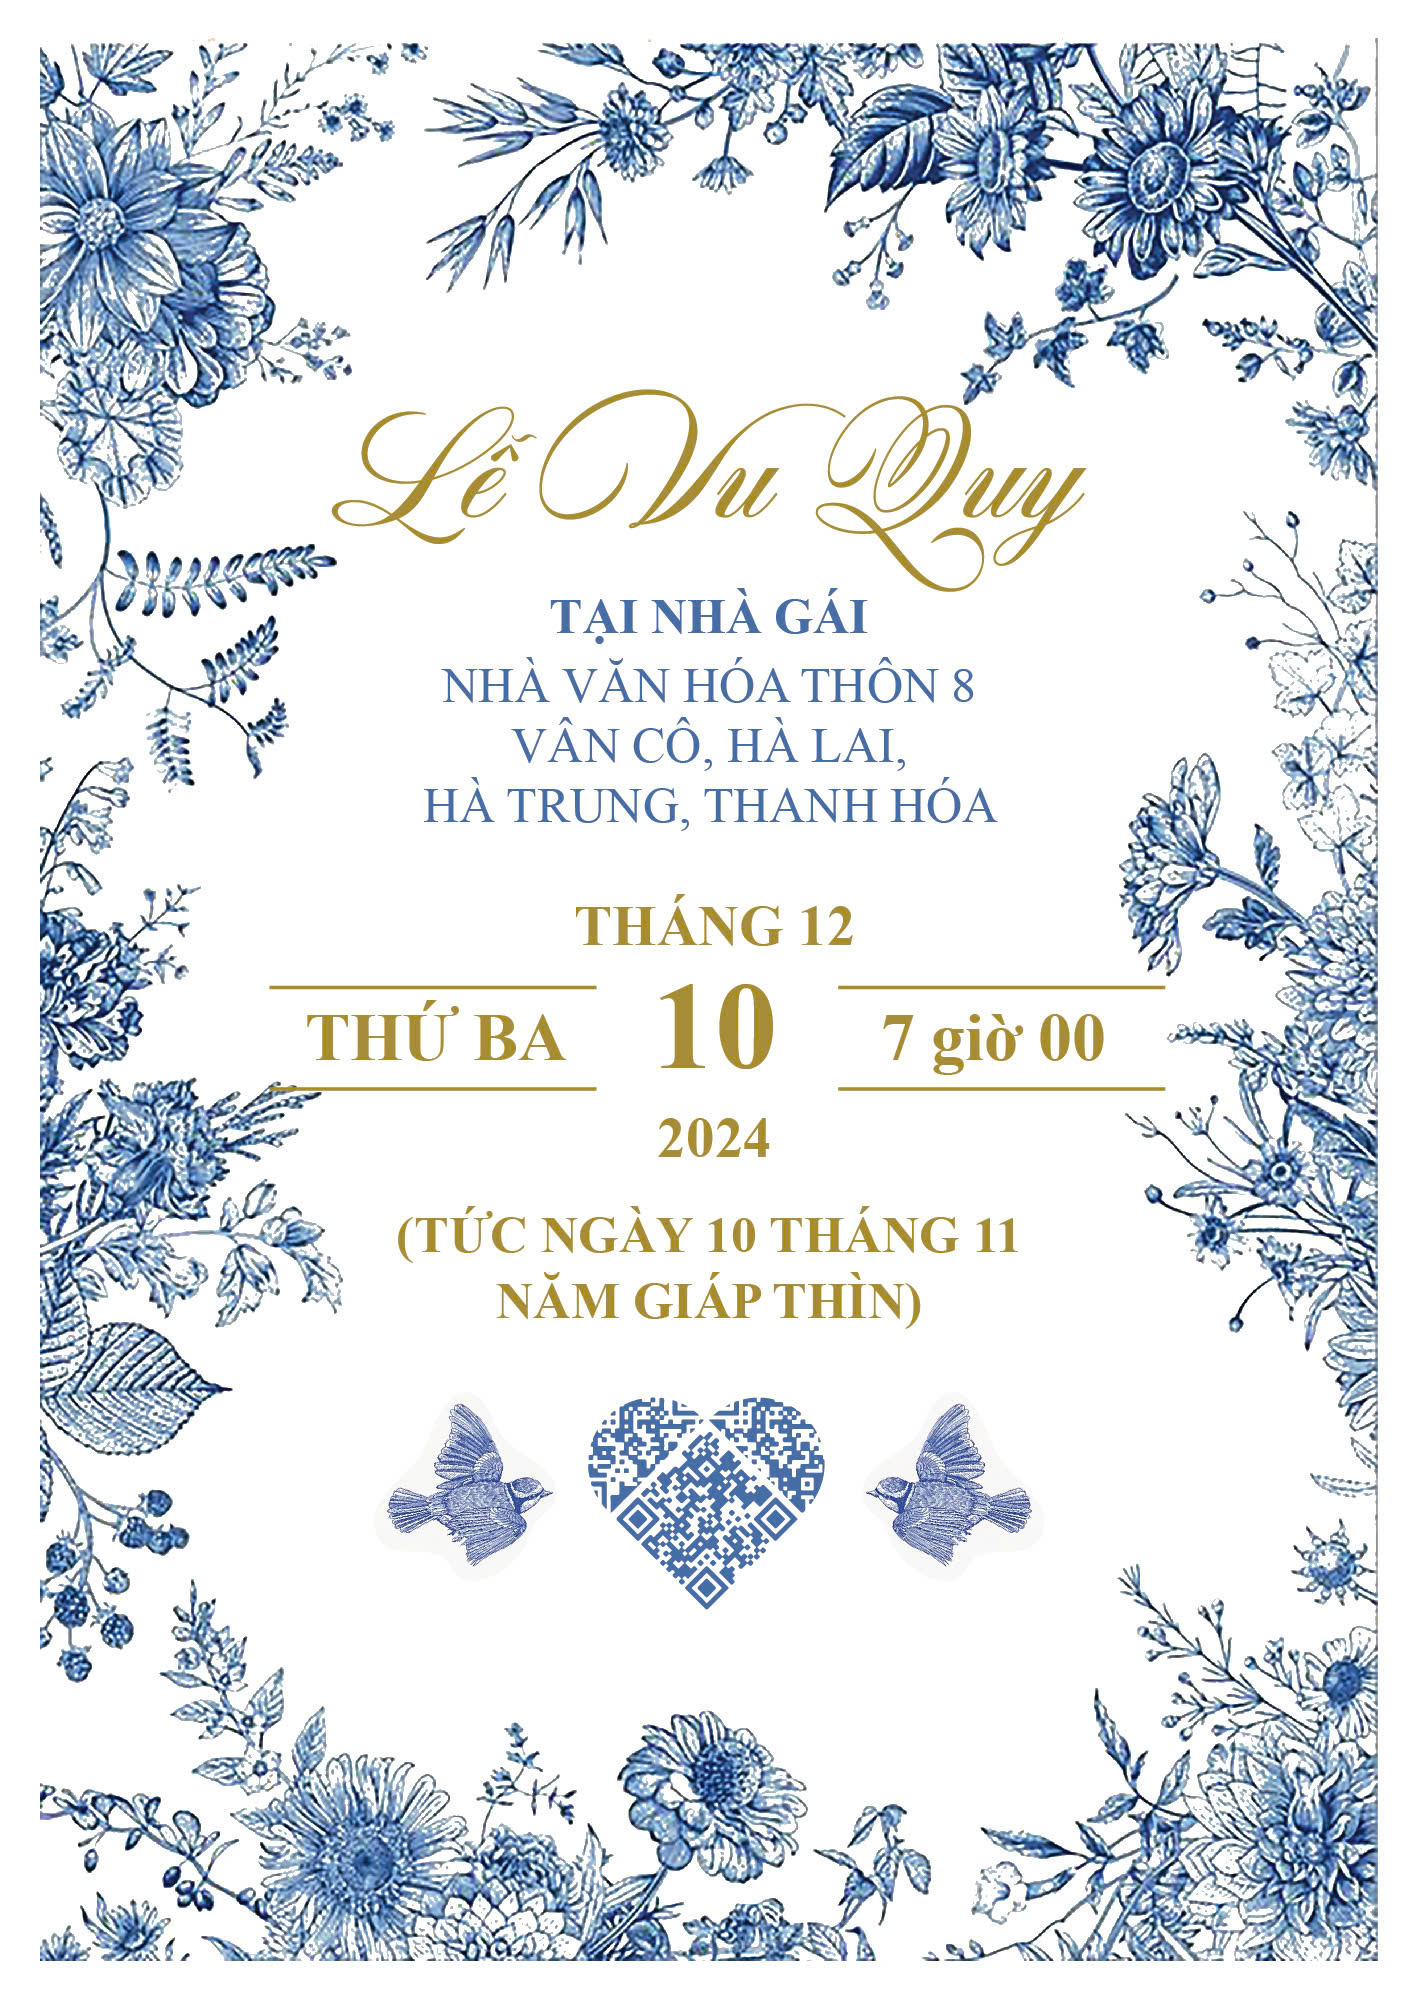 Lễ Vu Quy
TẠI NHÀ GÁI
NHÀ VĂN HÓA THÔN 8
VÂN CÔ, HÀ LAI,
HÀ TRUNG, THANH HÓA
THÁNG 12
THỨ BA 10 7 giờ 00
2024
(TỨC NGÀY 10 THÁNG 11
NĂM GIÁP THÌN)